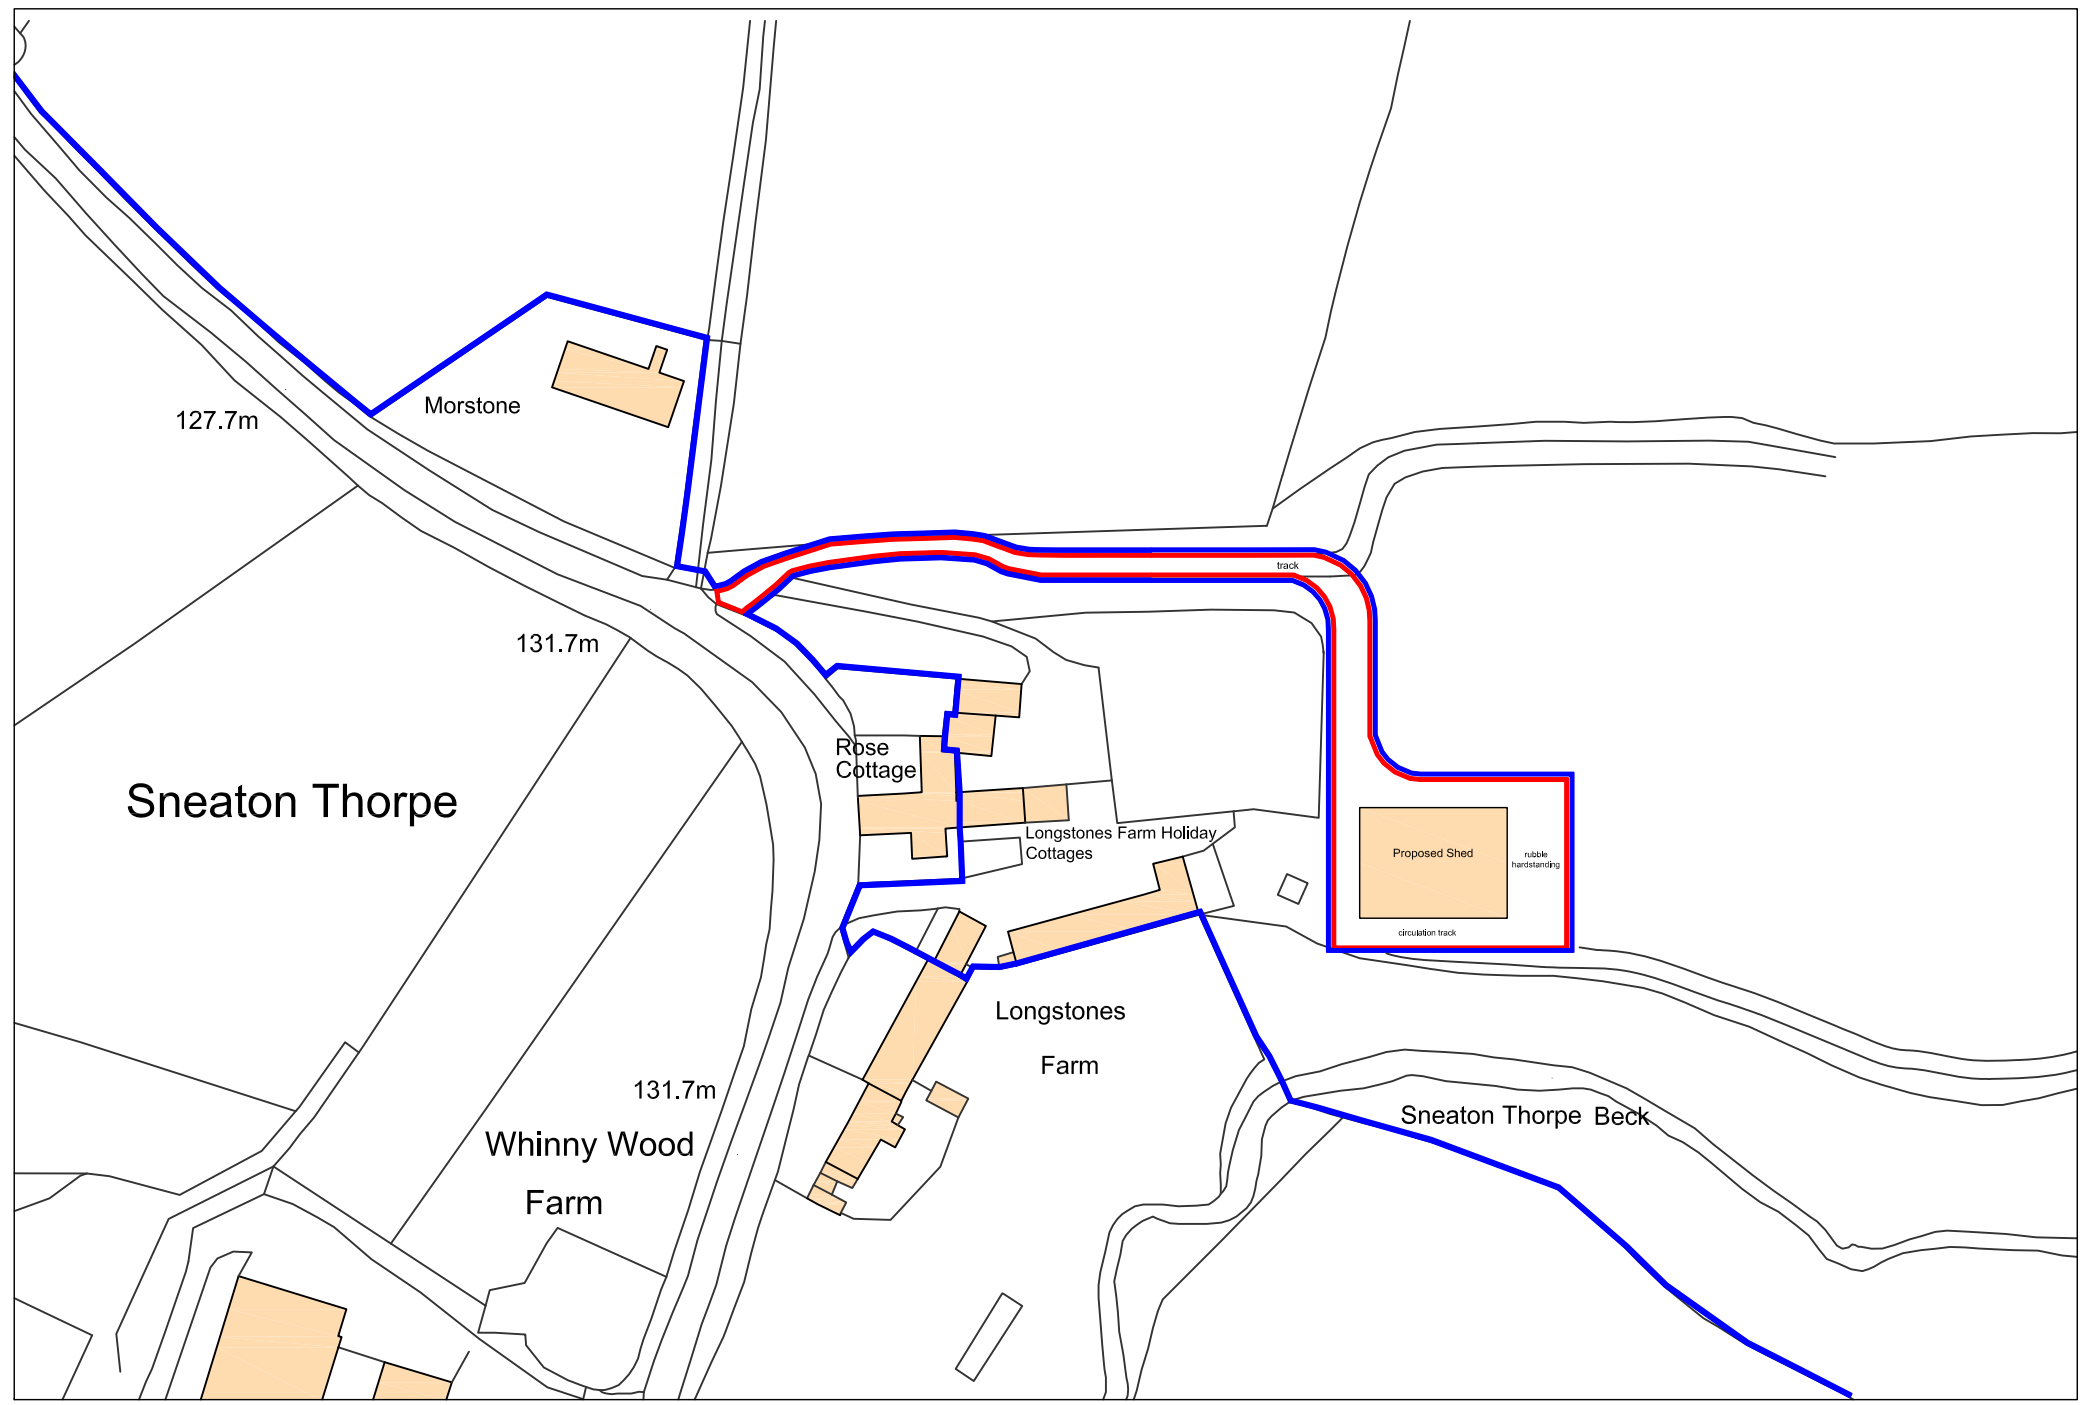 Morstone
127.7m
track
131.7m
Rose
Cottage
Sneaton Thorpe
Longstones Farm Holiday
Cottages
Proposed Shed
rubble
hardstanding
circulation track
Longstones
Farm
131.7m
Sneaton Thorpe Beck
Whinny Wood
Farm